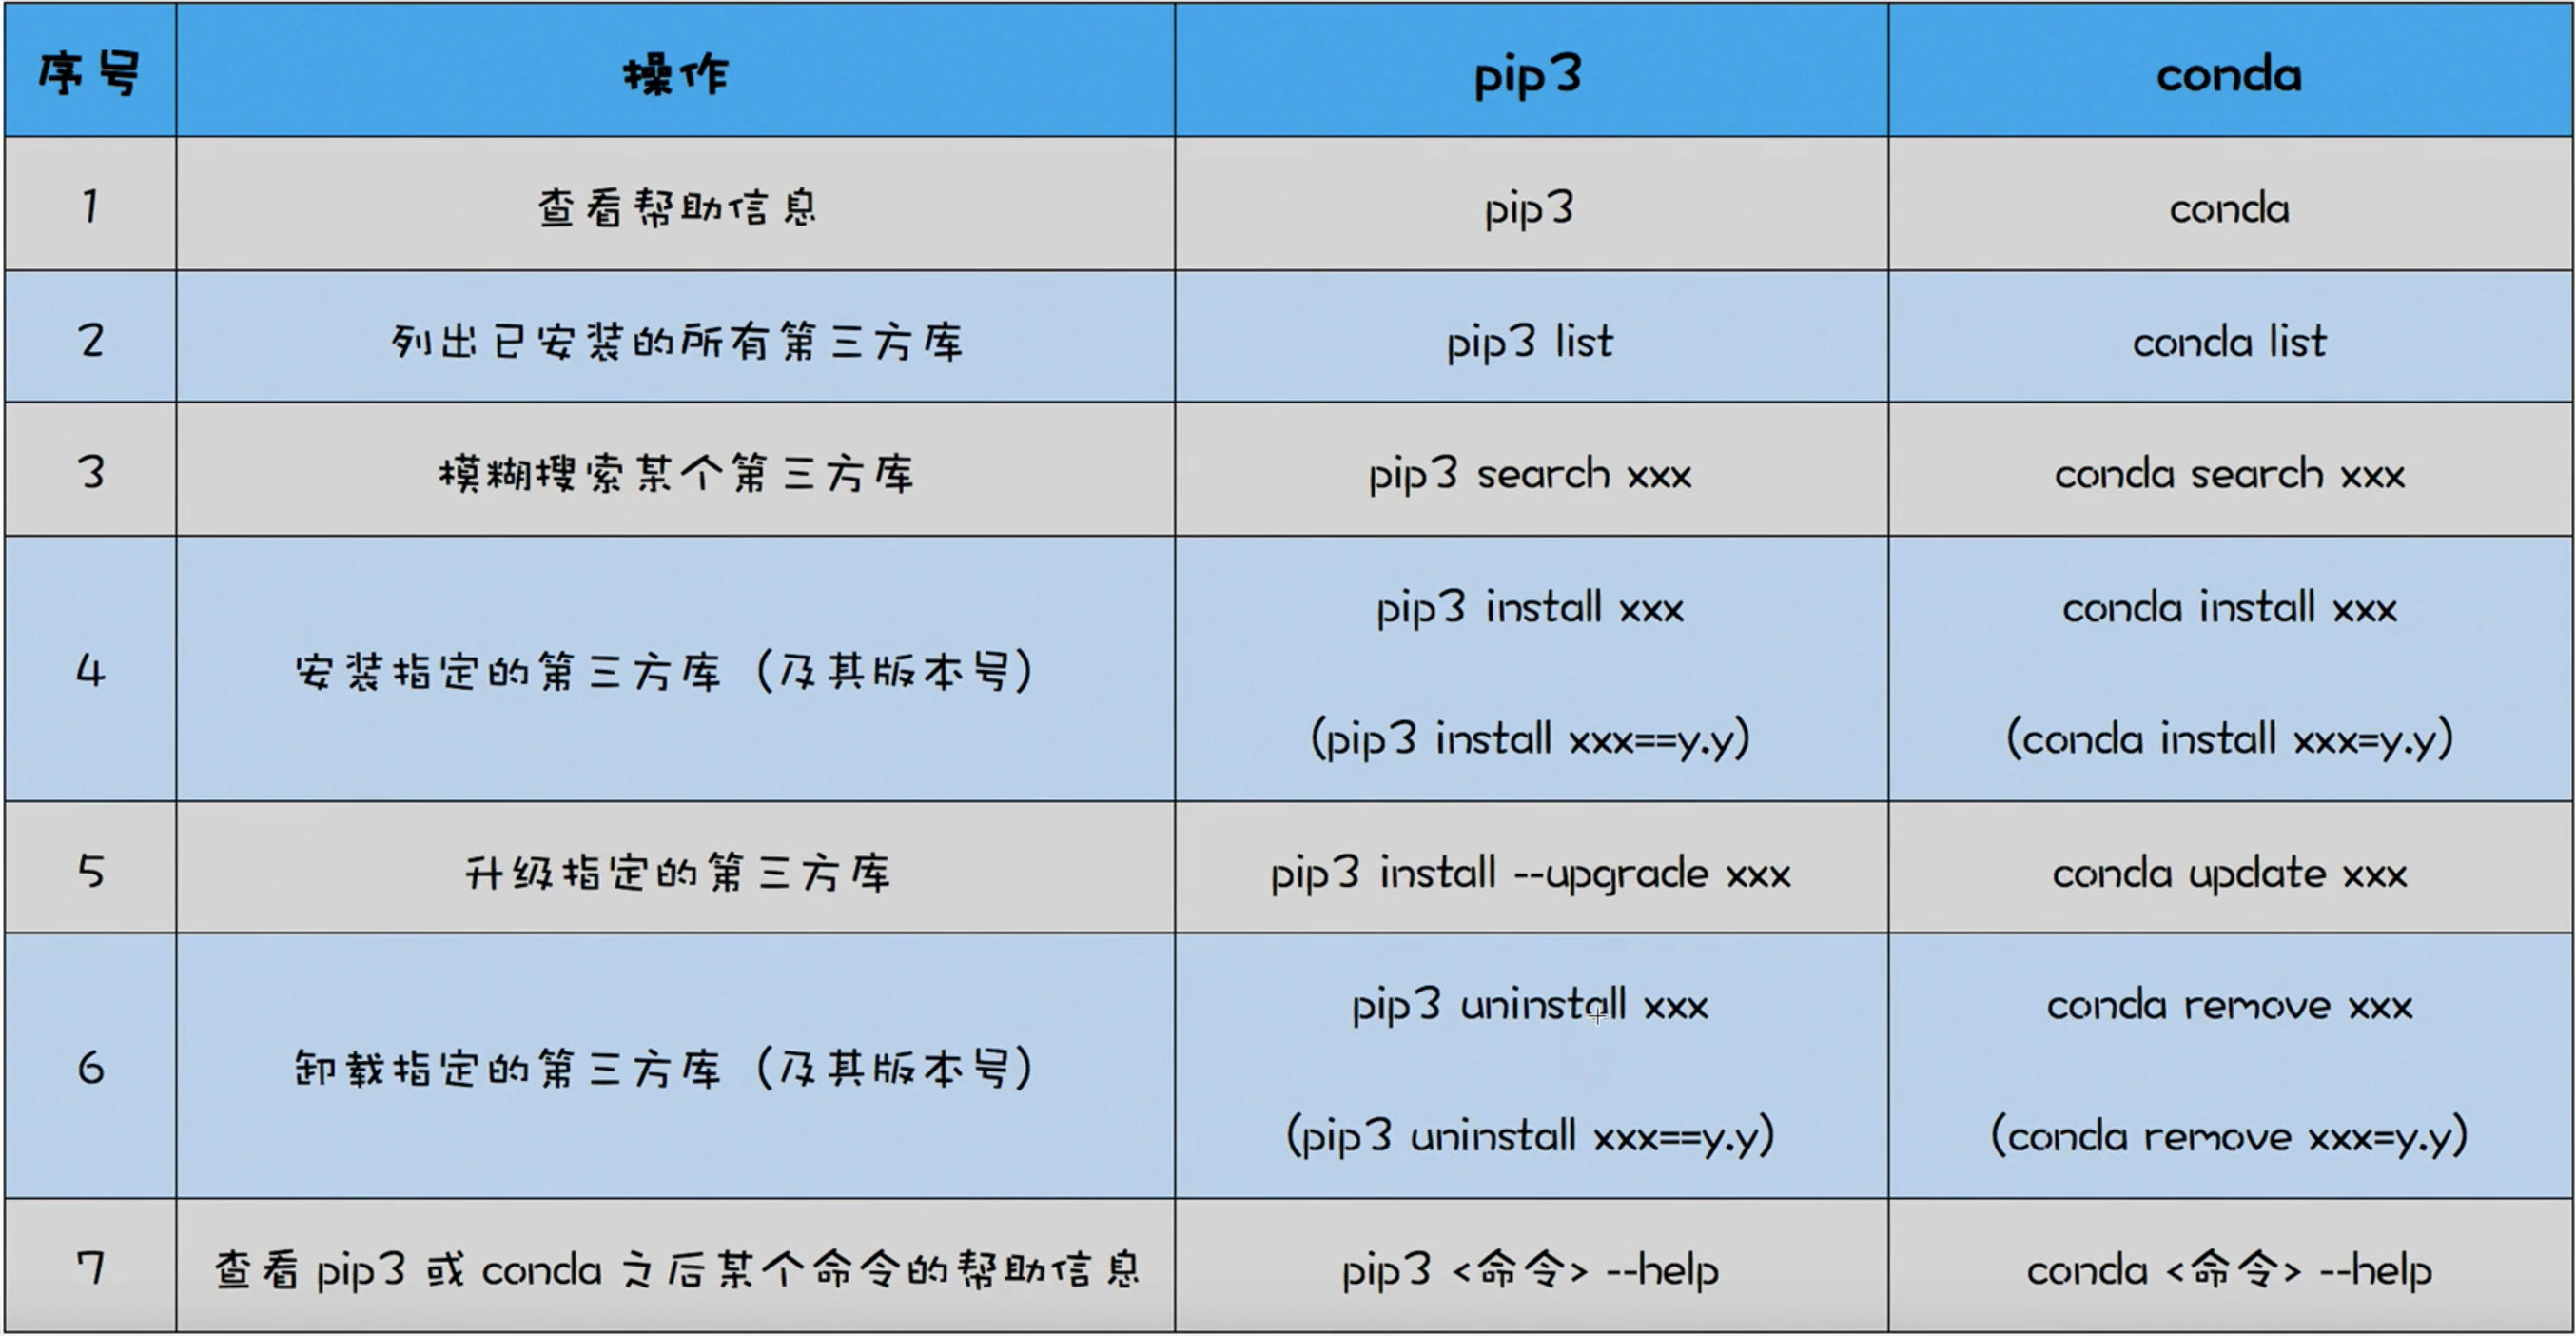 序号 操作 pip3 conda
1 查看帮助信息 pip3 conda
2 列出已安装的所有第三方库 pip3 list conda list
3 模糊搜索某个第三方库 pip3 search xxx conda search xxx
4 安装指定的第三方库（及其版本号） pip3 install xxx conda install xxx
(pip3 install xxx==y.y) (conda install xxx=y.y)
5 升级指定的第三方库 pip3 install --upgrade xxx conda update xxx
6 卸载指定的第三方库（及其版本号） pip3 uninstall xxx conda remove xxx
(pip3 uninstall xxx==y.y) (conda remove xxx=y.y)
7 查看 pip3 或 conda 之后某个命令的帮助信息 pip3 <命令> --help conda <命令> --help